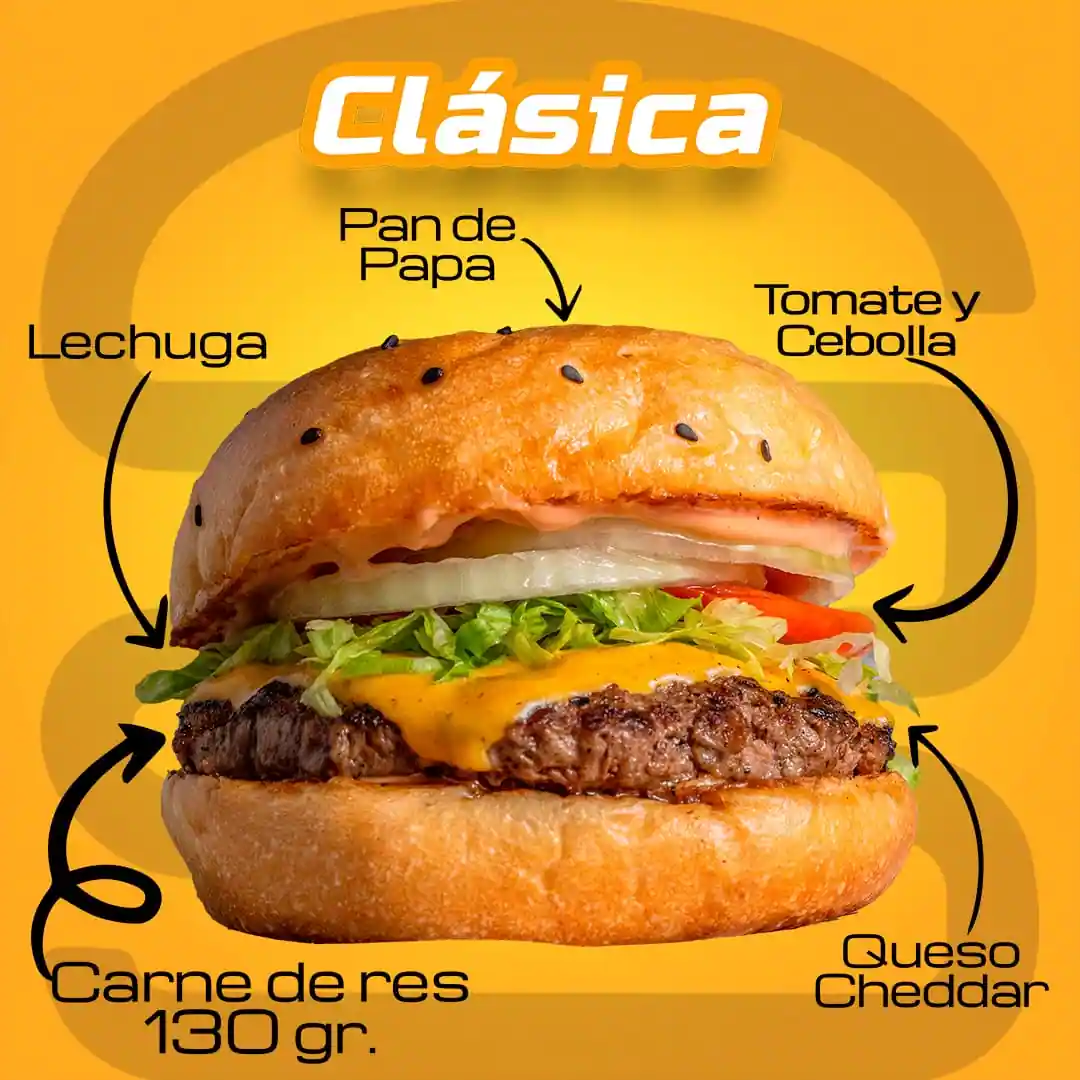 Clásica
Pan de
Papa
Tomate y
Cebolla
Lechuga
Carne de res
130 gr.
Queso
Cheddar